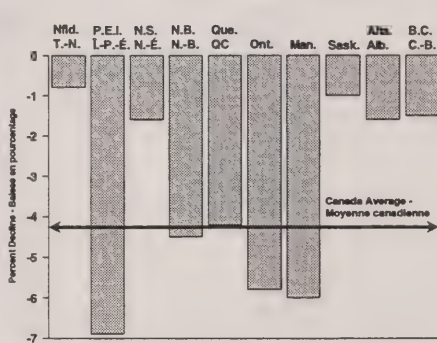 Nfld. P.E.I. N.S. N.B. Que. Alta. B.C.
T.-N. Î.-P.-É. N.-É. N.-B. QC Ont. Man. Sask. Alb. C.-B.
0
-1
-2
-3
-4
-5
-6
-7
Percent Decline - Baisse en pourcentage
Canada Average -
Moyenne canadienne